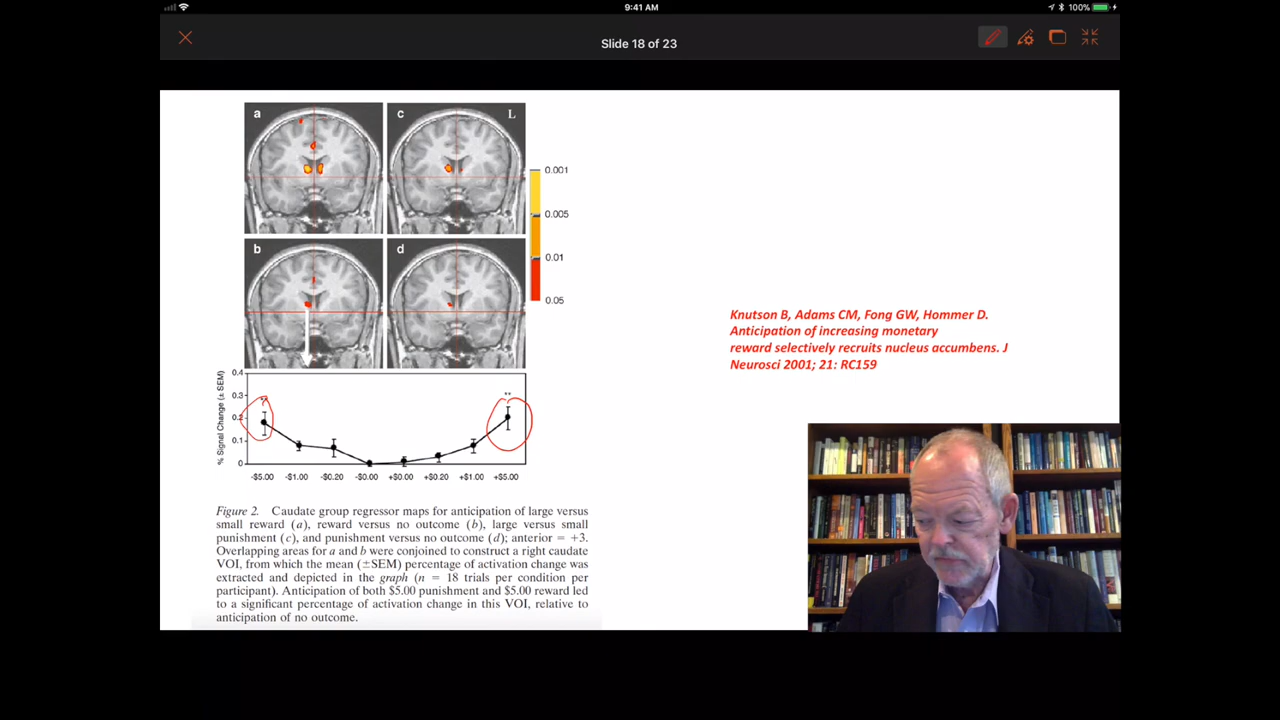 9:41 AM
100%
Slide 18 of 23
a
c
L
0.001
0.005
b
d
0.01
0.05
Knutson B, Adams CM, Fong GW, Hommer D.
Anticipation of increasing monetary
reward selectively recruits nucleus accumbens. J
Neurosci 2001; 21: RC159
% Signal Change (± SEM)
0.4
0.3
0.2
0.1
0
**
**
-$5.00 -$1.00 -$0.20 -$0.00 +$0.00 +$0.20 +$1.00 +$5.00
Figure 2. Caudate group regressor maps for anticipation of large versus
small reward (a), reward versus no outcome (b), large versus small
punishment (c), and punishment versus no outcome (d); anterior = +3.
Overlapping areas for a and b were conjoined to construct a right caudate
VOI, from which the mean (±SEM) percentage of activation change was
extracted and depicted in the graph (n = 18 trials per condition per
participant). Anticipation of both $5.00 punishment and $5.00 reward led
to a significant percentage of activation change in this VOI, relative to
anticipation of no outcome.